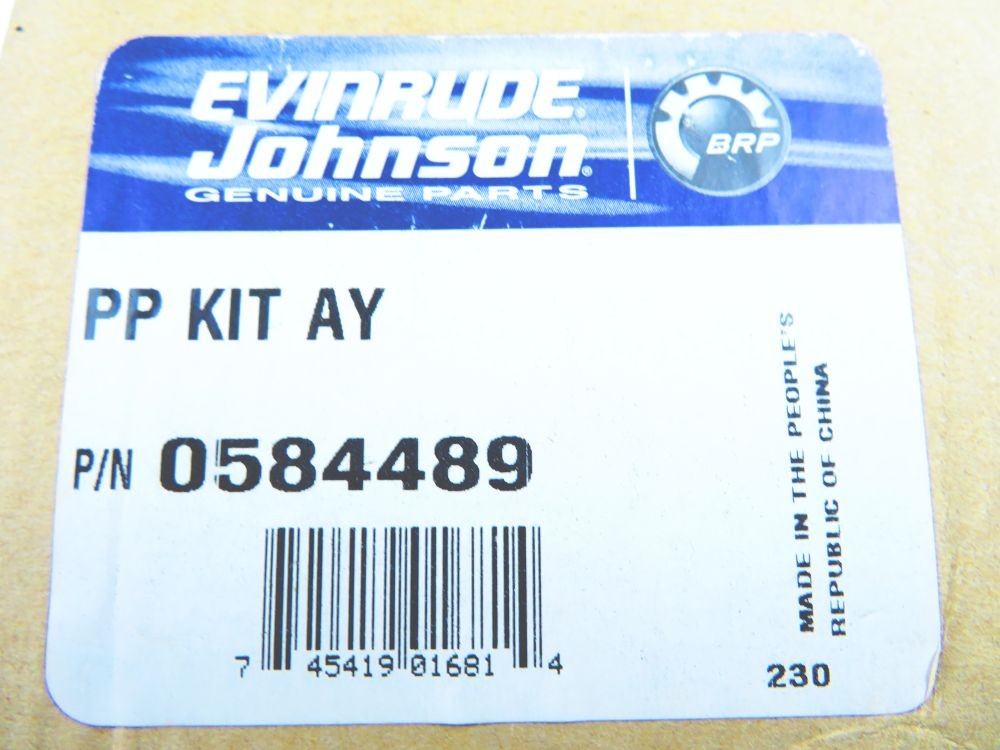 EVINRUDE®
Johnson®
GENUINE PARTS
BRP
PP KIT AY
P/N 0584489
7 45419 01681 4
MADE IN THE PEOPLE'S
REPUBLIC OF CHINA
230